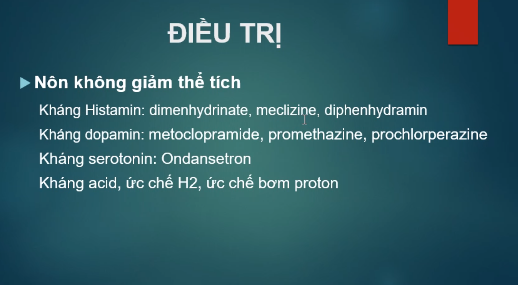 ĐIỀU TRỊ
Nôn không giảm thể tích
Kháng Histamin: dimenhydrinate, meclizine, diphenhydramin
Kháng dopamin: metoclopramide, promethazine, prochlorperazine
Kháng serotonin: Ondansetron
Kháng acid, ức chế H2, ức chế bơm proton